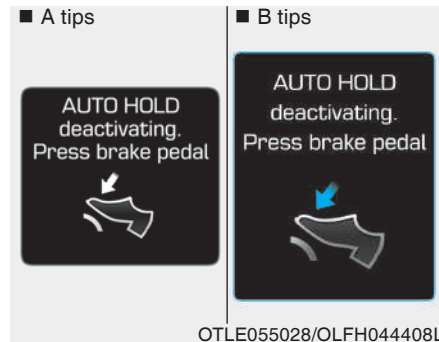 ■ A tips
AUTO HOLD
deactivating.
Press brake pedal
■ B tips
AUTO HOLD
deactivating.
Press brake pedal
OTLE055028/OLFH044408L